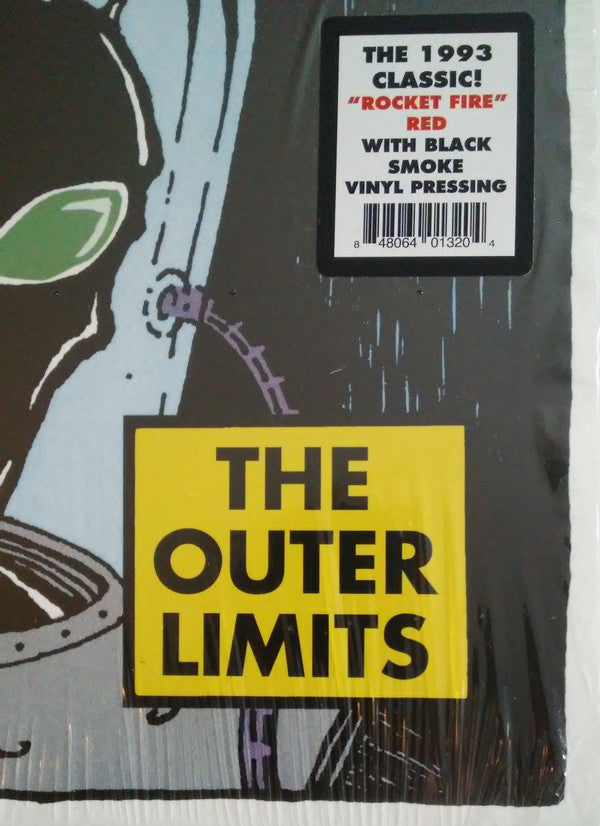 THE 1993
CLASSIC!
“ROCKET FIRE”
RED
WITH BLACK
SMOKE
VINYL PRESSING
8 48064 01320 4
THE
OUTER
LIMITS